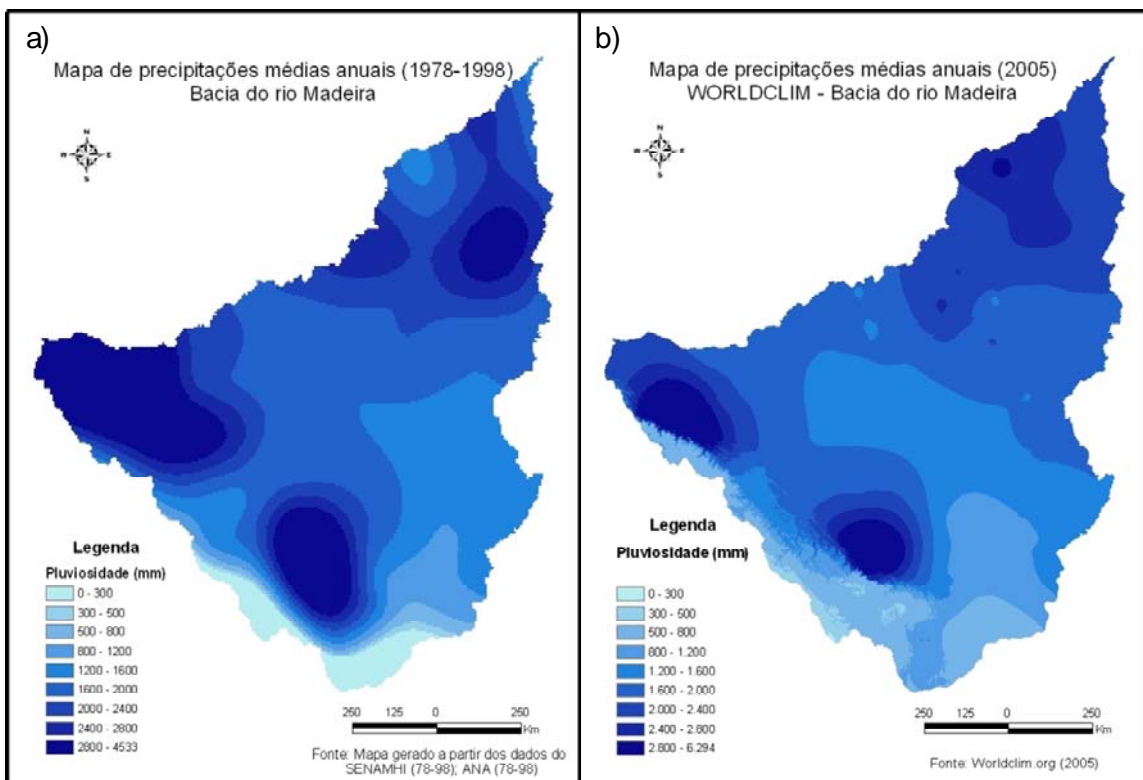 a)
Mapa de precipitações médias anuais (1978-1998)
Bacia do rio Madeira
N
W E
S
Legenda
Pluviosidade (mm)
0 - 300
300 - 500
500 - 800
800 - 1200
1200 - 1600
1600 - 2000
2000 - 2400
2400 - 2800
2800 - 4533
250 125 0 250
Km
Fonte: Mapa gerado a partir dos dados do
SENAMHI (78-98); ANA (78-98)
b)
Mapa de precipitações médias anuais (2005)
WORLDCLIM - Bacia do rio Madeira
N
W E
S
Legenda
Pluviosidade (mm)
0 - 300
300 - 500
500 - 800
800 - 1.200
1.200 - 1.600
1.600 - 2.000
2.000 - 2.400
2.400 - 2.800
2.800 - 6.294
250 125 0 250
Km
Fonte: Worldclim.org (2005)